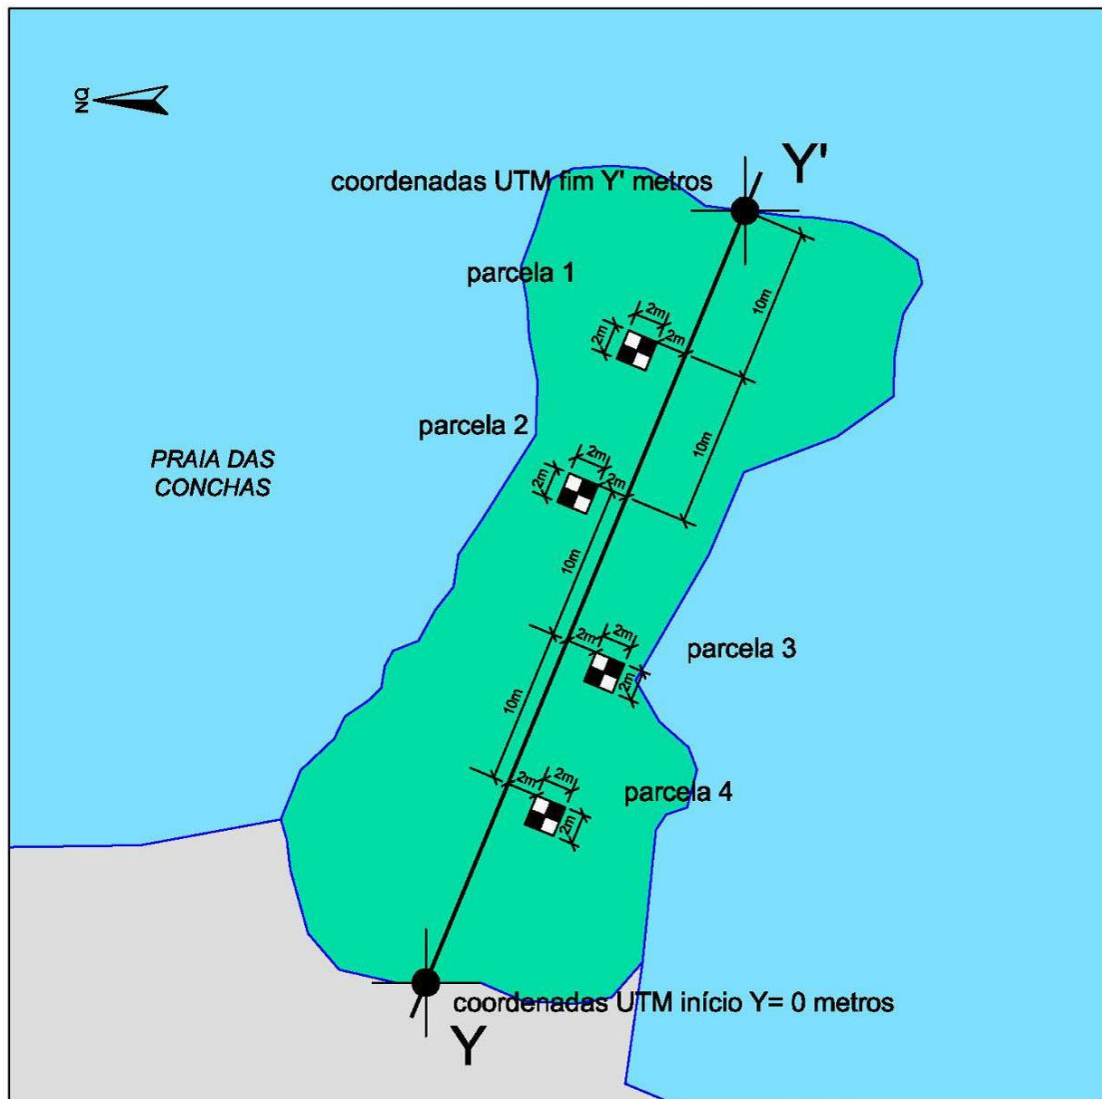 NQ
Y'
coordenadas UTM fim Y' metros
parcela 1
10m
2m
2m
2m
parcela 2
10m
PRAIA DAS
CONCHAS
2m
2m
2m
10m
2m
2m
parcela 3
2m
10m
2m
2m
parcela 4
2m
coordenadas UTM início Y= 0 metros
Y